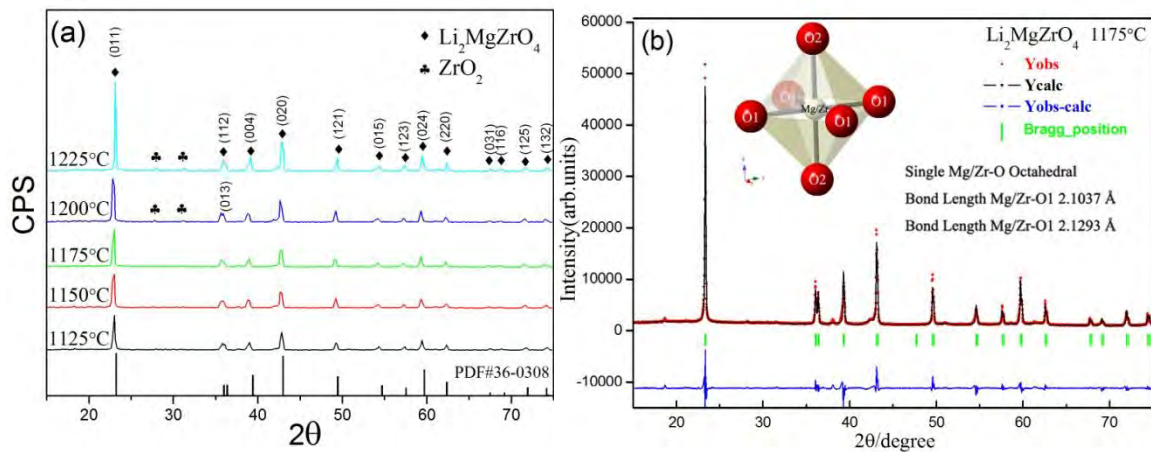 (a)
(011)
♦ Li₂MgZrO₄
♣ ZrO₂
(112)
(004)
(020)
(121)
(015)
(123)
(024)
(220)
(031)
(116)
(125)
(132)
1225°C
(013)
1200°C
1175°C
1150°C
1125°C
PDF#36-0308
CPS
20 30 40 50 60 70
2θ
(b)
60000
50000
40000
30000
20000
10000
0
-10000
Intensity(arb.units)
Li₂MgZrO₄ 1175°C
Yobs
Ycalc
Yobs-calc
Bragg_position
O2
O1
O1
Mg/Zr
O1
O1
O2
Single Mg/Zr-O Octahedral
Bond Length Mg/Zr-O1 2.1037 Å
Bond Length Mg/Zr-O1 2.1293 Å
20 30 40 50 60 70
2θ/degree